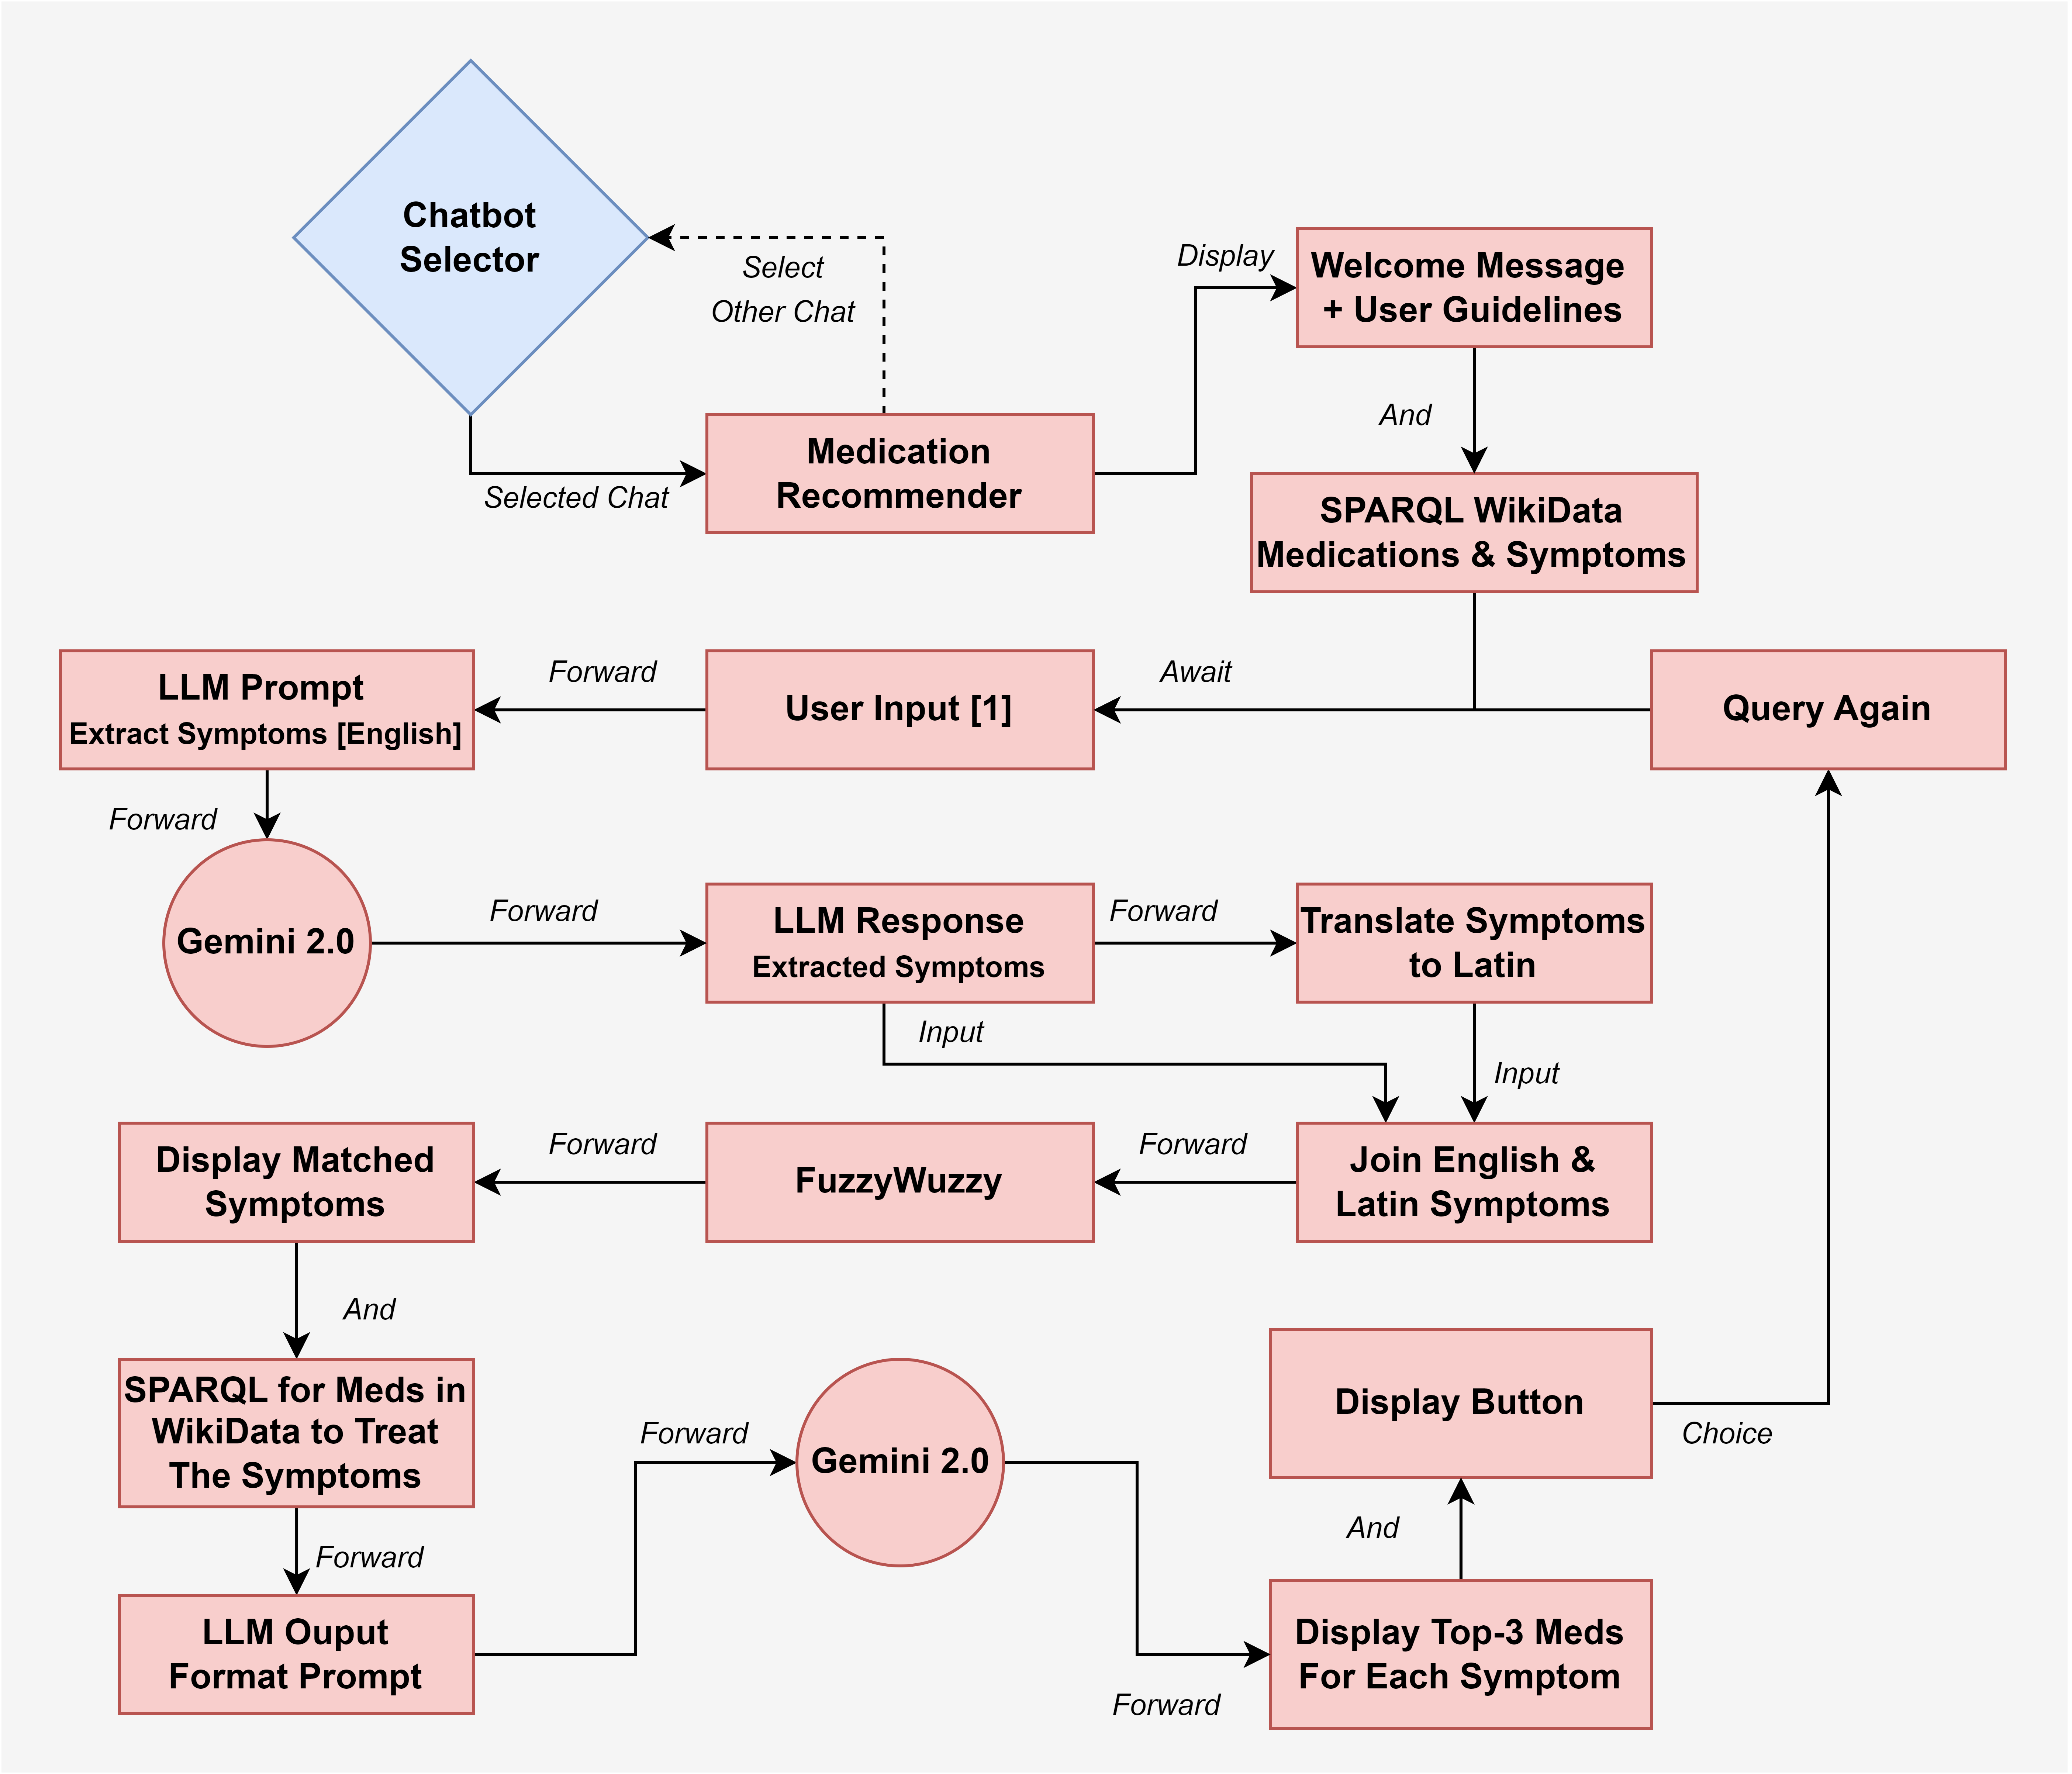 Chatbot
Selector
Select
Other Chat
Selected Chat
Medication
Recommender
Display
Welcome Message
+ User Guidelines
And
SPARQL WikiData
Medications & Symptoms
LLM Prompt
Extract Symptoms [English]
Forward
User Input [1]
Await
Query Again
Forward
Gemini 2.0
Forward
LLM Response
Extracted Symptoms
Forward
Translate Symptoms
to Latin
Input
Input
Display Matched
Symptoms
Forward
FuzzyWuzzy
Forward
Join English &
Latin Symptoms
And
SPARQL for Meds in
WikiData to Treat
The Symptoms
Forward
LLM Ouput
Format Prompt
Forward
Gemini 2.0
Forward
Display Button
Choice
And
Display Top-3 Meds
For Each Symptom